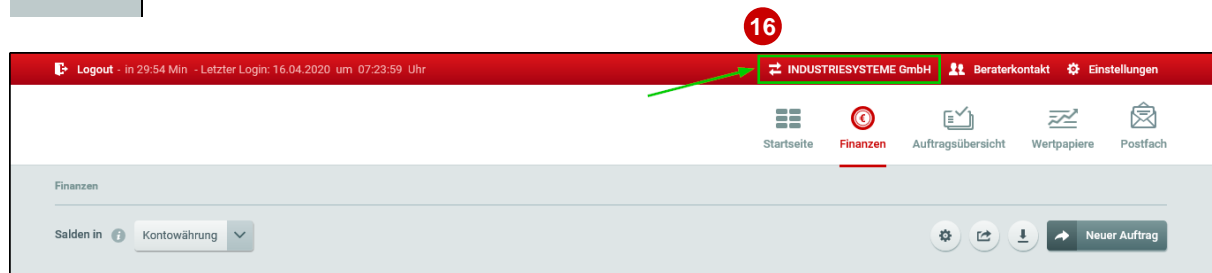 16
Logout - in 29:54 Min - Letzter Login: 16.04.2020 um 07:23:59 Uhr
INDUSTRIESYSTEME GmbH
Beraterkontakt
Einstellungen
Startseite
Finanzen
Auftragsübersicht
Wertpapiere
Postfach
Finanzen
Salden in
Kontowährung
Neuer Auftrag